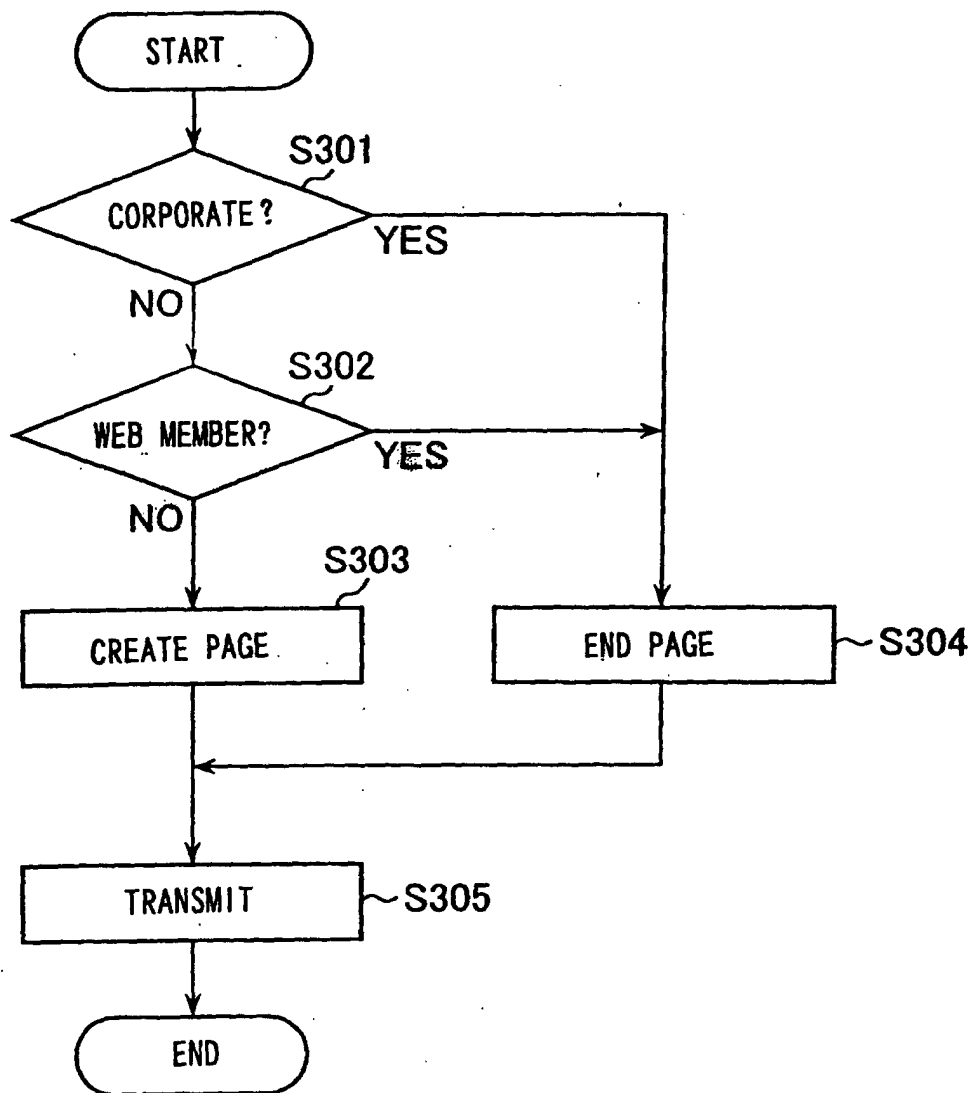 START
S301
CORPORATE?
YES
NO
S302
WEB MEMBER?
YES
NO
S303
CREATE PAGE
END PAGE
S304
TRANSMIT
S305
END